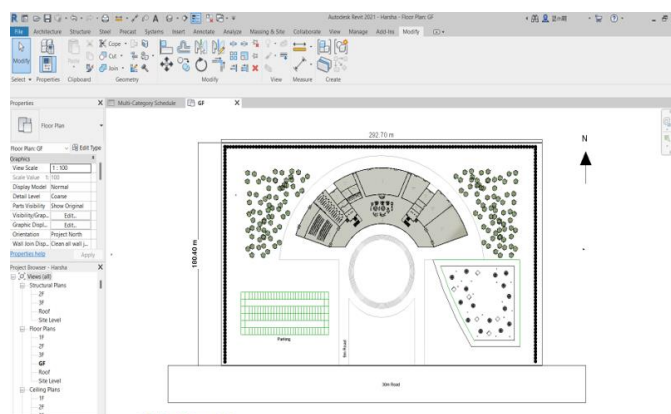 Autodesk Revit 2021 - Harsha - Floor Plan: GF
File Architecture Structure Steel Precast Systems Insert Annotate Analyze Massing & Site Collaborate View Manage Add-Ins Modify
Modify
Cope
Cut
Join
Select Properties Clipboard Geometry Modify View Measure Create
Properties
Multi-Category Schedule
GF
Floor Plan
Floor Plan: GF
Edit Type
Graphics
View Scale 1 : 100
Scale Value 1: 100
Display Model Normal
Detail Level Coarse
Parts Visibility Show Original
Visibility/Grap... Edit...
Graphic Displ... Edit...
Orientation Project North
Wall Join Disp... Clean all wall j...
Properties help Apply
Project Browser - Harsha
Views (all)
Structural Plans
2F
3F
Roof
Site Level
Floor Plans
1F
2F
3F
GF
Roof
Site Level
Ceiling Plans
1F
2F
292.70 m
N
180.40 m
Parking
30m Road